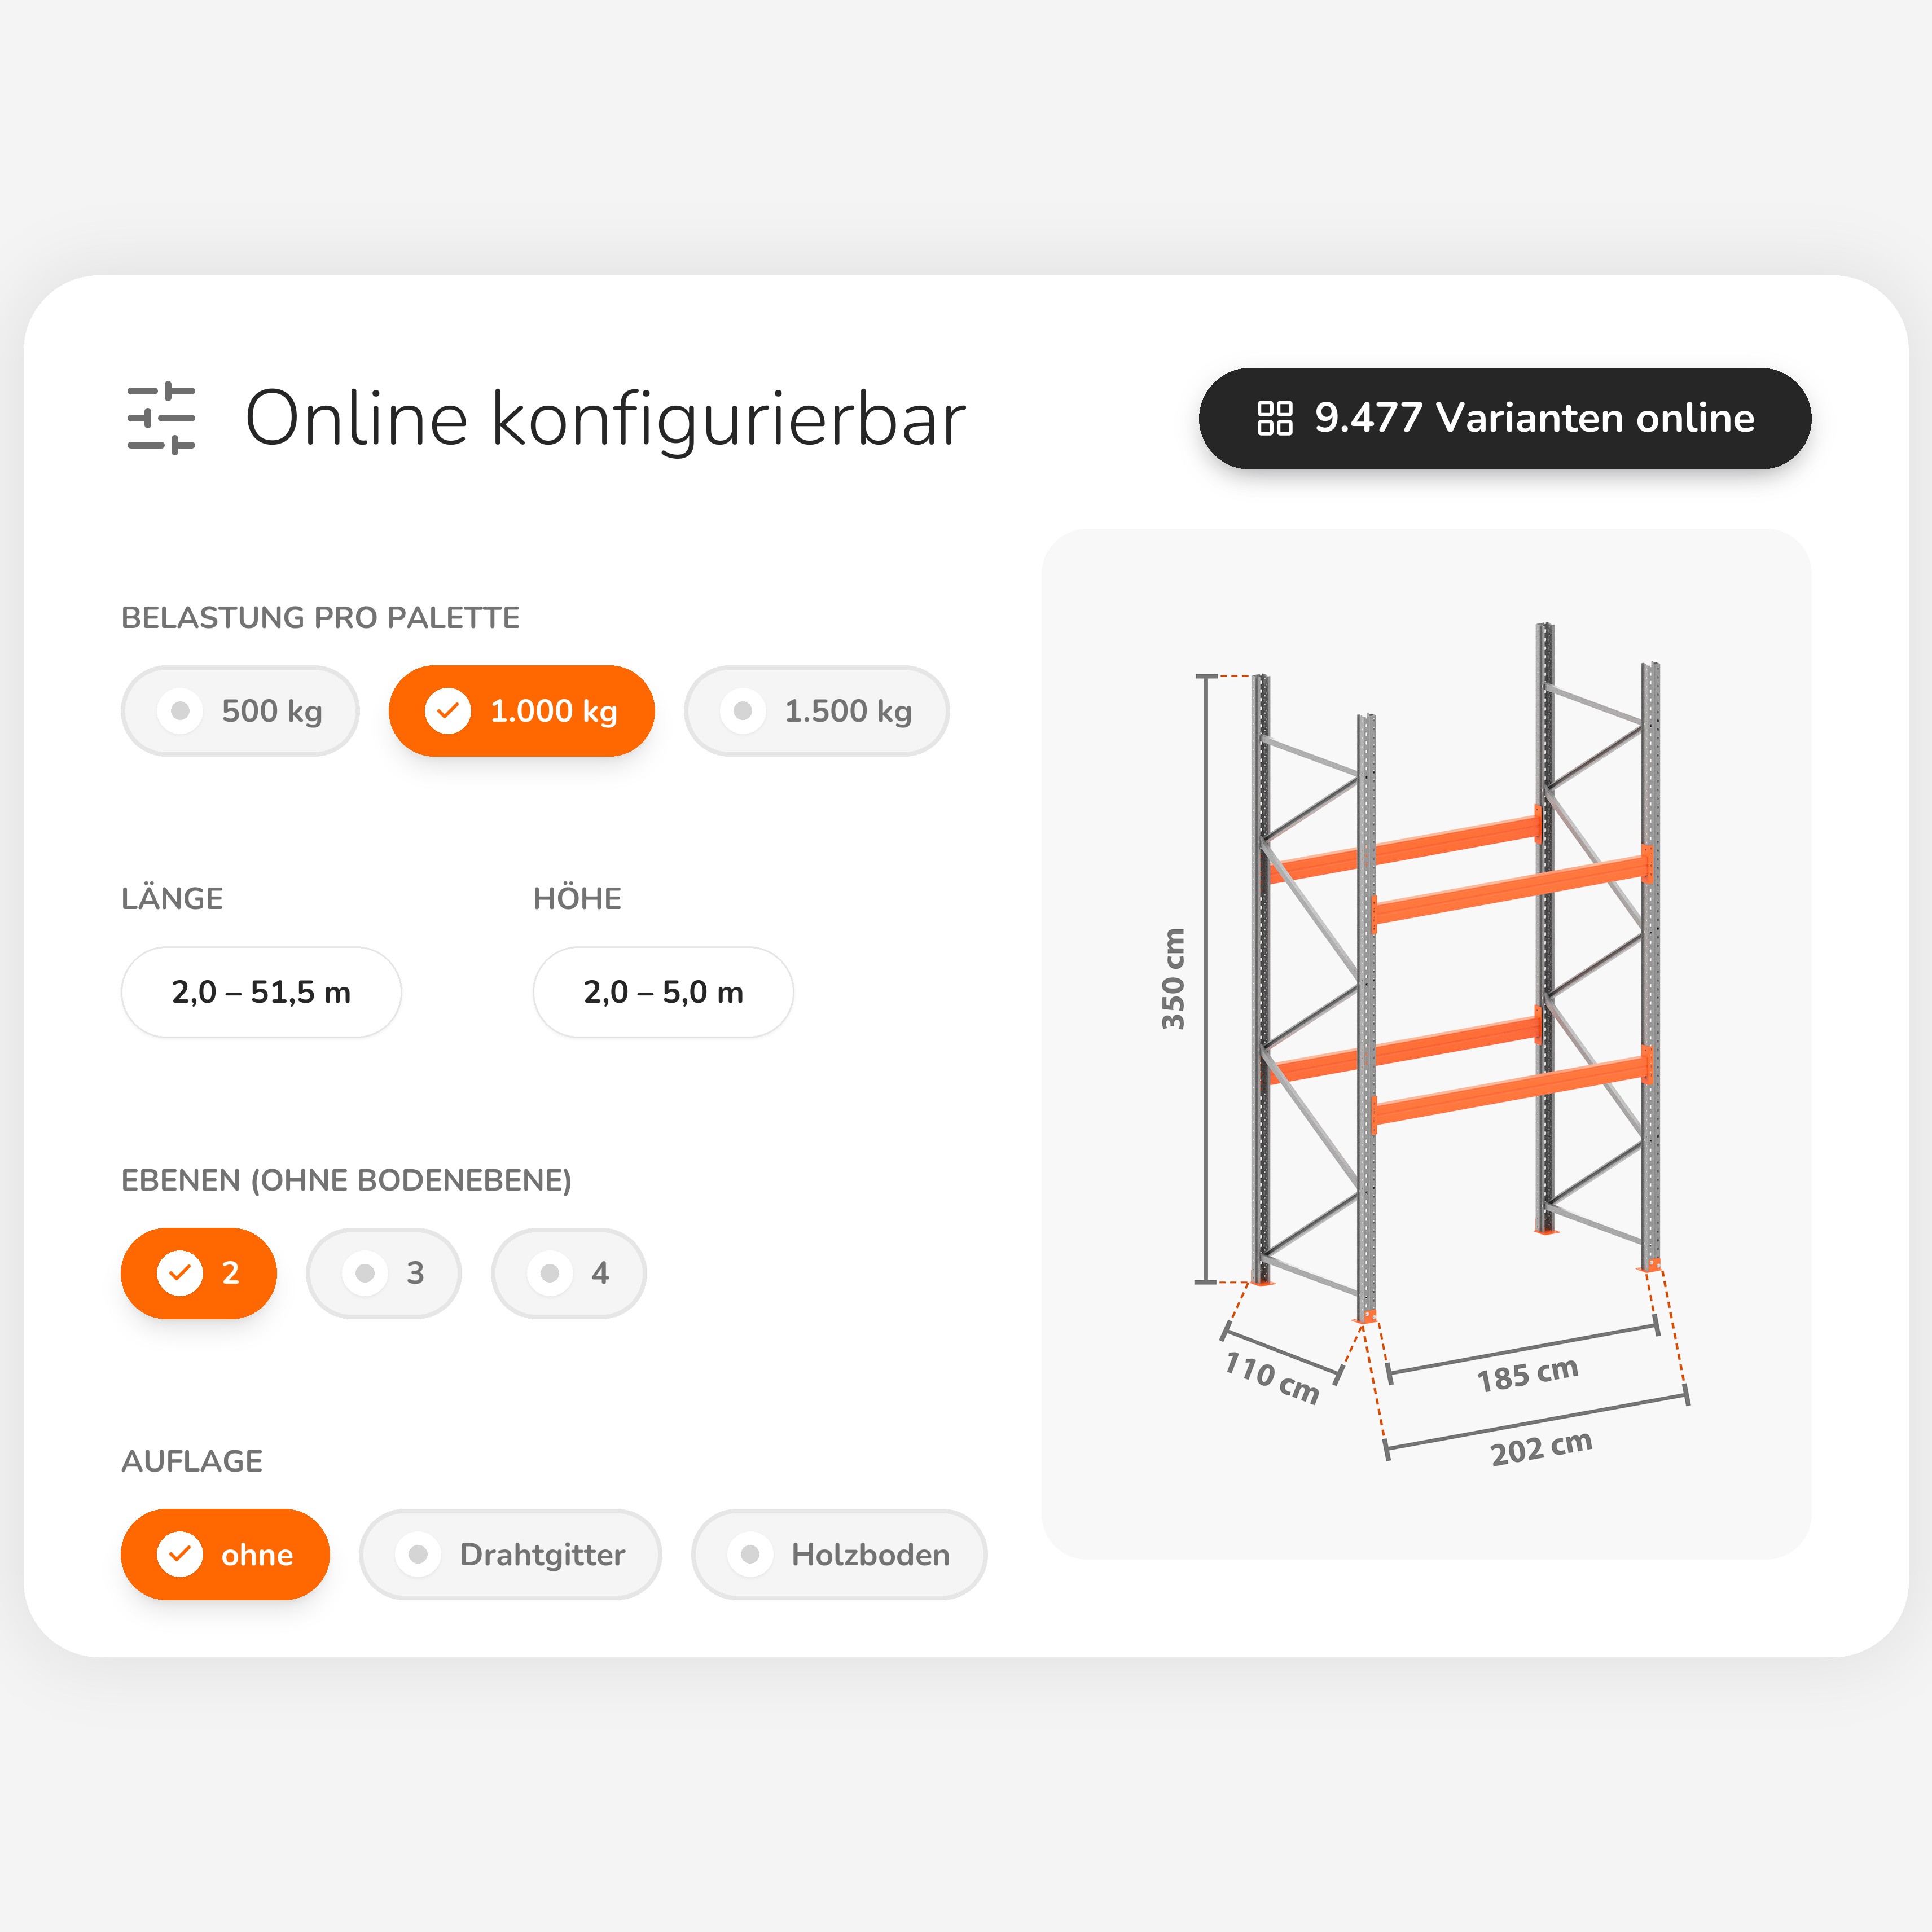 Online konfigurierbar
9.477 Varianten online
BELASTUNG PRO PALETTE
500 kg
1.000 kg
1.500 kg
LÄNGE
HÖHE
2,0 – 51,5 m
2,0 – 5,0 m
EBENEN (OHNE BODENEBENE)
2
3
4
AUFLAGE
ohne
Drahtgitter
Holzboden
350 cm
110 cm
185 cm
202 cm